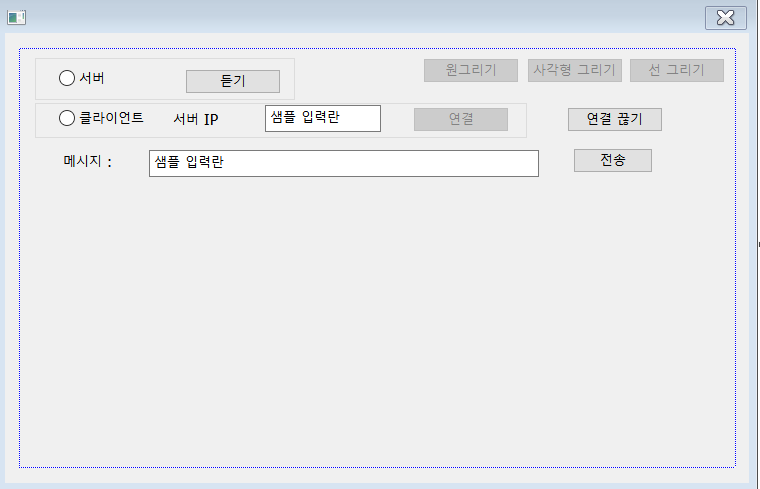 서버 듣기 원그리기 사각형 그리기 선 그리기
클라이언트 서버 IP 샘플 입력란 연결 연결 끊기
메시지 : 샘플 입력란 전송